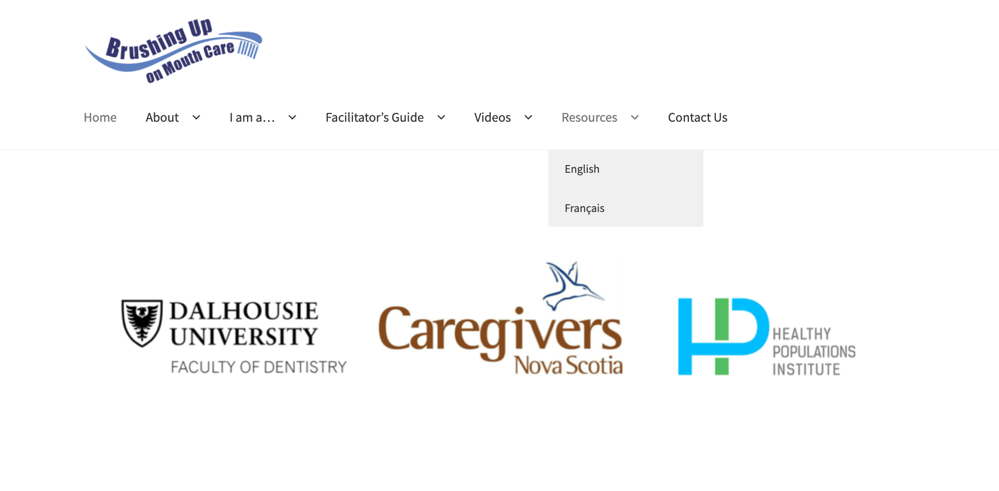 Brushing Up
on Mouth Care
Home About I am a… Facilitator’s Guide Videos Resources Contact Us
English
Français
DALHOUSIE
UNIVERSITY
FACULTY OF DENTISTRY
Caregivers
Nova Scotia
HEALTHY
POPULATIONS
INSTITUTE